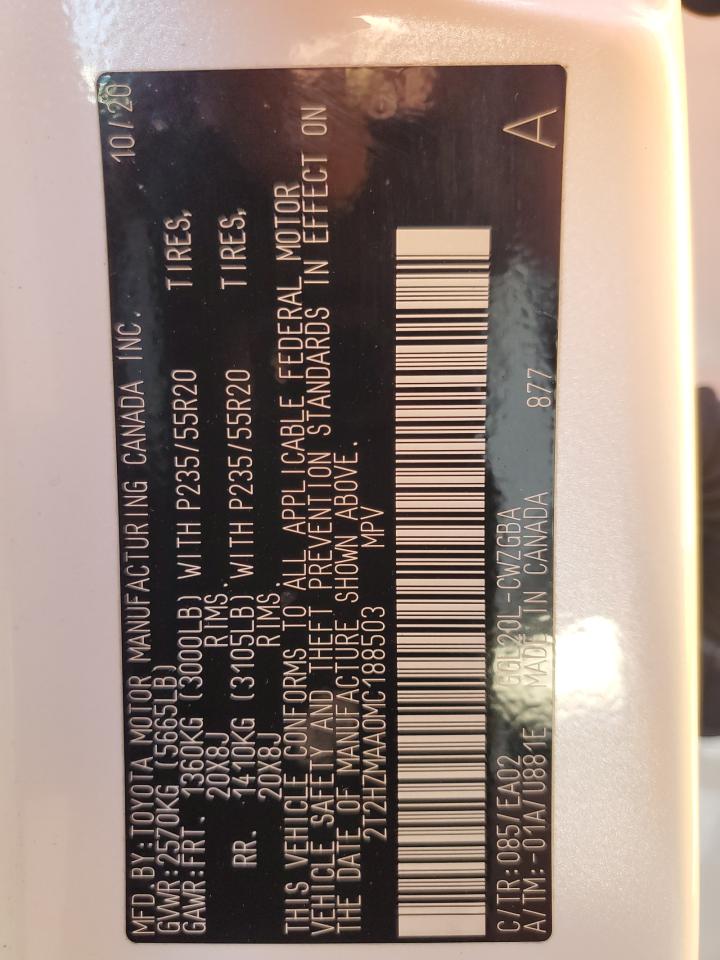 MFD. BY:TOYOTA MOTOR MANUFACTURING CANADA INC. 10/20
GVWR:2570KG (5665LB)
GAWR:FRT. 1360KG (3000LB) WITH P235/55R20 TIRES,
20X8J RIMS.
RR. 1410KG (3105LB) WITH P235/55R20 TIRES,
20X8J RIMS.
THIS VEHICLE CONFORMS TO ALL APPLICABLE FEDERAL MOTOR
VEHICLE SAFETY AND THEFT PREVENTION STANDARDS IN EFFECT ON
THE DATE OF MANUFACTURE SHOWN ABOVE.
2T2HZMAA0MC188503 MPV
C/TR:085/EA02 GGL20L-CWZGBA A
A/TM:-01A/U881E MADE IN CANADA 877